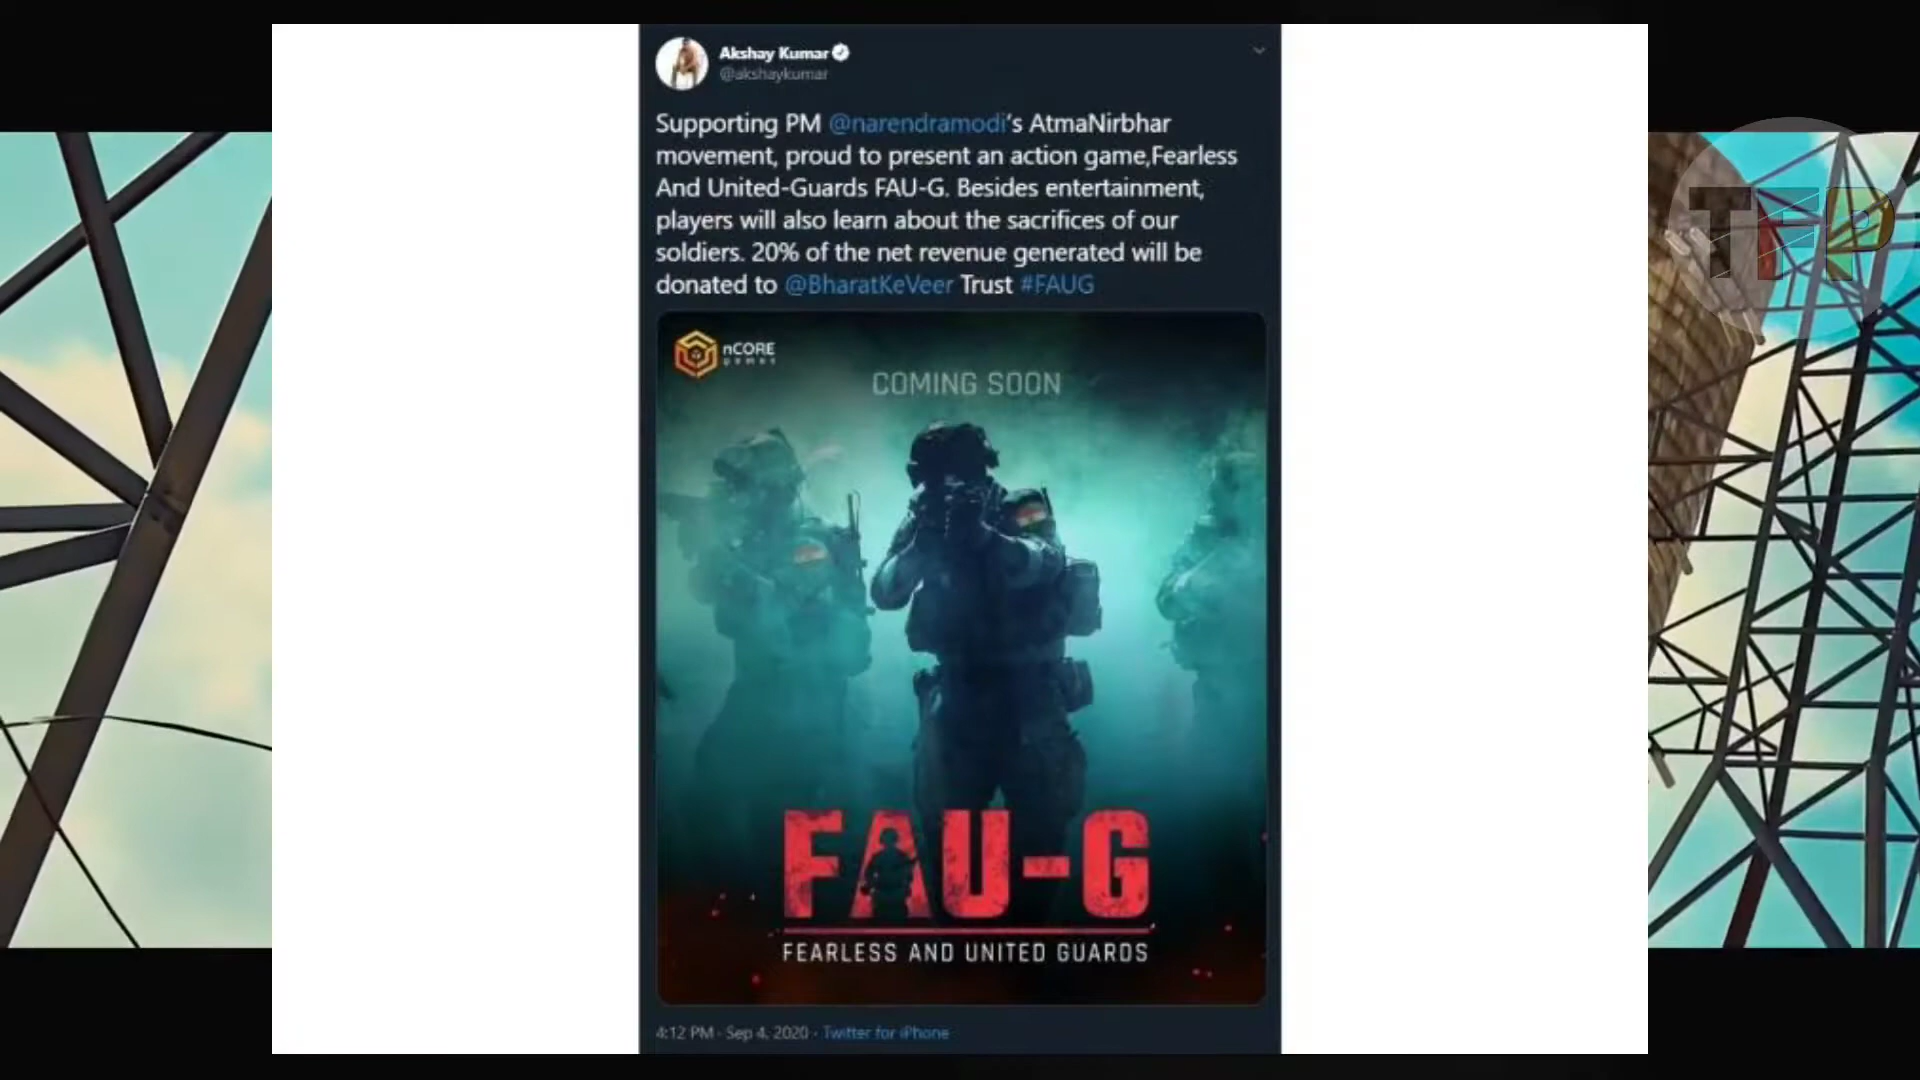 Akshay Kumar
@akshaykumar
Supporting PM @narendramodi's AtmaNirbhar
movement, proud to present an action game,Fearless
And United-Guards FAU-G. Besides entertainment,
players will also learn about the sacrifices of our
soldiers. 20% of the net revenue generated will be
donated to @BharatKeVeer Trust #FAUG
nCORE
games
COMING SOON
FAU-G
FEARLESS AND UNITED GUARDS
4:12 PM · Sep 4, 2020 · Twitter for iPhone
TFP